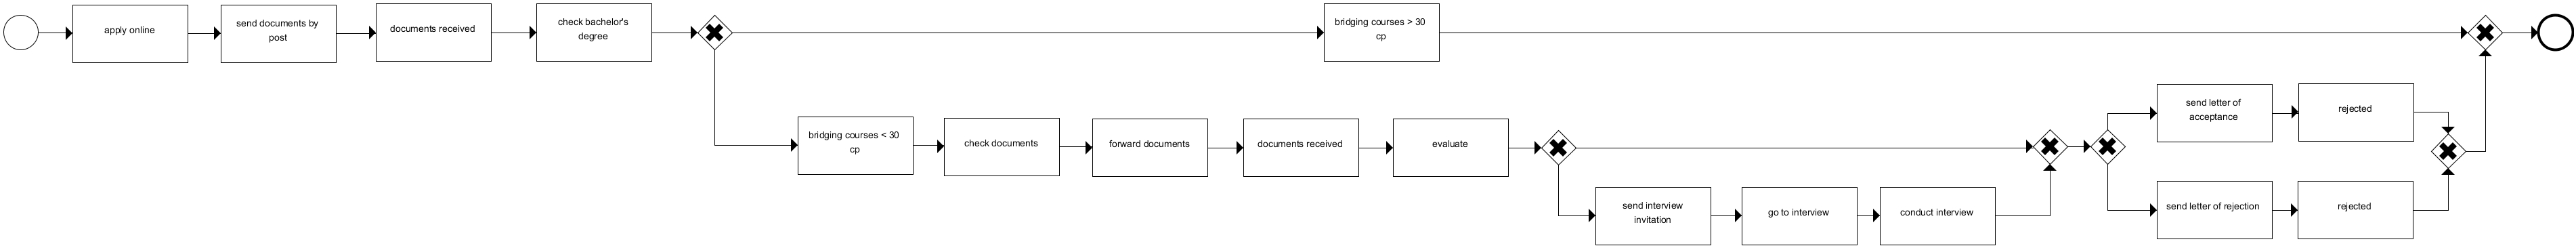 apply online
send documents by
post
documents received
check bachelor's
degree
bridging courses > 30
cp
bridging courses < 30
cp
check documents
forward documents
documents received
evaluate
send interview
invitation
go to interview
conduct interview
send letter of
acceptance
rejected
send letter of rejection
rejected